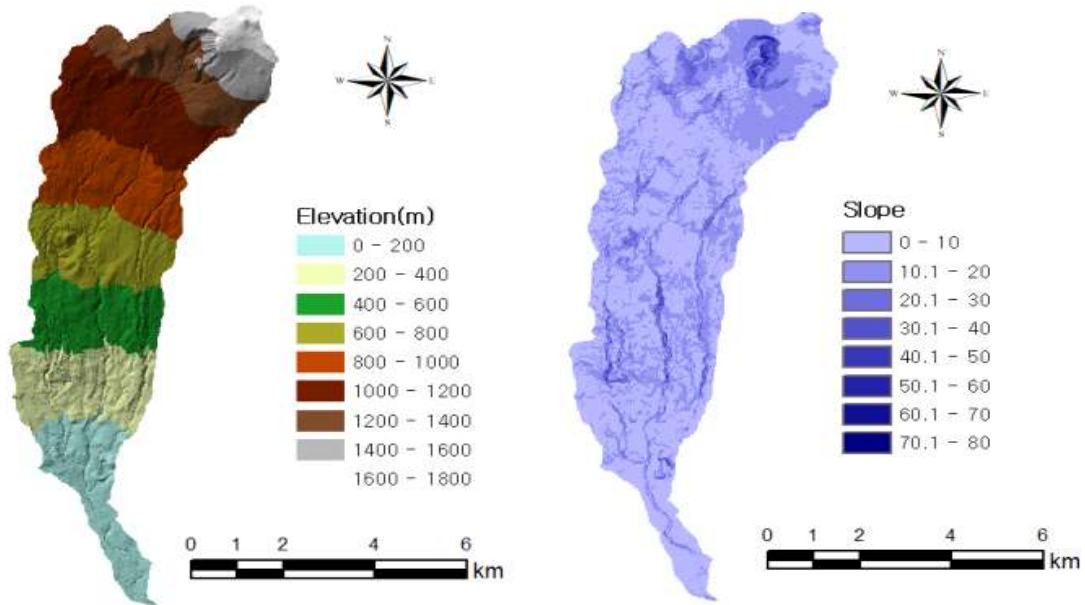 N
W E
S
Elevation(m)
0 - 200
200 - 400
400 - 600
600 - 800
800 - 1000
1000 - 1200
1200 - 1400
1400 - 1600
1600 - 1800
0 1 2 4 6
km
N
W E
S
Slope
0 - 10
10.1 - 20
20.1 - 30
30.1 - 40
40.1 - 50
50.1 - 60
60.1 - 70
70.1 - 80
0 1 2 4 6
km